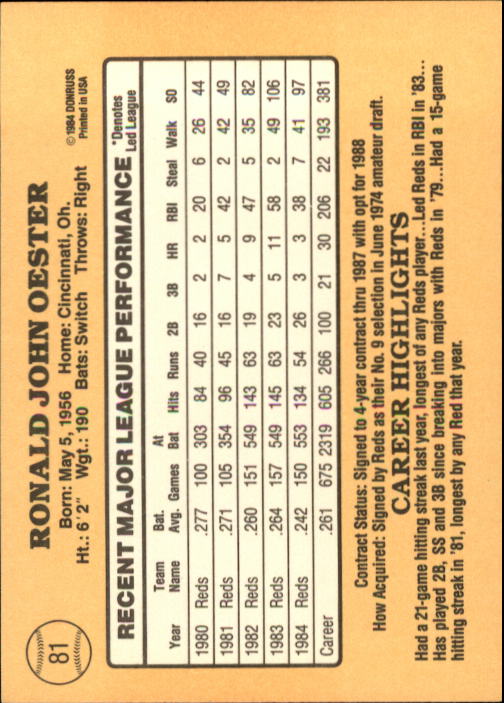 81
RONALD JOHN OESTER
Born: May 5, 1956 Home: Cincinnati, Oh.
Ht.: 6'2" Wgt.: 190 Bats: Switch Throws: Right
© 1984 DONRUSS
Printed in USA
RECENT MAJOR LEAGUE PERFORMANCE
*Denotes
Led League
Year Team Name Bat. Avg. Games At Bat Hits Runs 2B 3B HR RBI Steal Walk SO
1980 Reds .277 100 303 84 40 16 2 2 20 6 26 44
1981 Reds .271 105 354 96 45 16 7 5 42 2 42 49
1982 Reds .260 151 549 143 63 19 4 9 47 5 35 82
1983 Reds .264 157 549 145 63 23 5 11 58 2 49 106
1984 Reds .242 150 553 134 54 26 3 3 38 7 41 97
Career .261 675 2319 605 266 100 21 30 206 22 193 381
Contract Status: Signed to 4-year contract thru 1987 with opt for 1988
How Acquired: Signed by Reds as their No. 9 selection in June 1974 amateur draft.
CAREER HIGHLIGHTS
Had a 21-game hitting streak last year, longest of any Reds player...Led Reds in RBI in '83...
Has played 2B, SS and 3B since breaking into majors with Reds in '79...Had a 15-game
hitting streak in '81, longest by any Red that year.